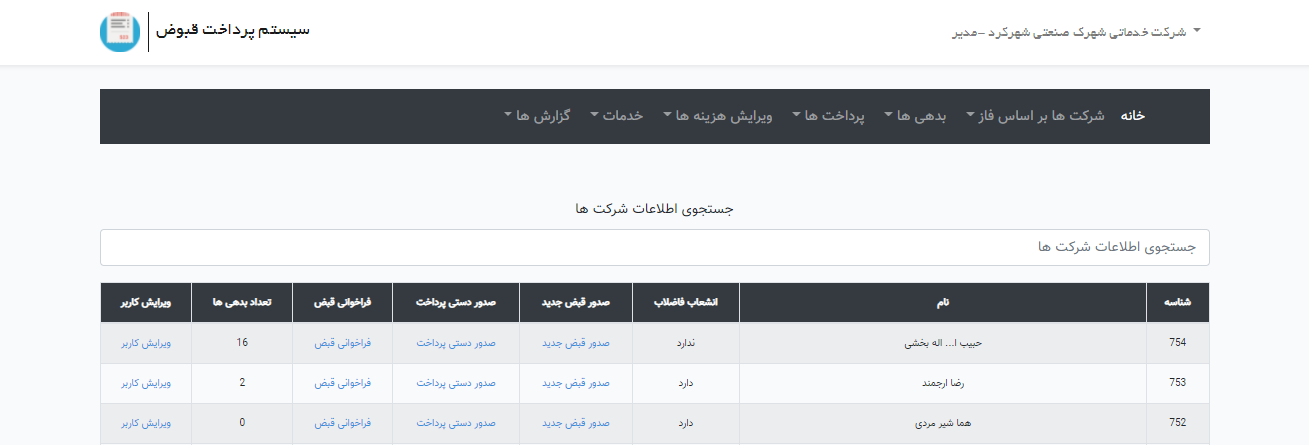 سیستم پرداخت قبوض
شرکت خدماتی شهرک صنعتی شهرکرد -مدیر
خانه شرکت ها بر اساس فاز بدهی ها پرداخت ها ویرایش هزینه ها خدمات گزارش ها
جستجوی اطلاعات شرکت ها
جستجوی اطلاعات شرکت ها
شناسه نام انشعاب فاضلاب صدور قبض جدید صدور دستی پرداخت فراخوانی قبض تعداد بدهی ها ویرایش کاربر
754 حبیب ا... اله بخشی ندارد صدور قبض جدید صدور دستی پرداخت فراخوانی قبض 16 ویرایش کاربر
753 رضا ارجمند دارد صدور قبض جدید صدور دستی پرداخت فراخوانی قبض 2 ویرایش کاربر
752 هما شیر مردی دارد صدور قبض جدید صدور دستی پرداخت فراخوانی قبض 0 ویرایش کاربر